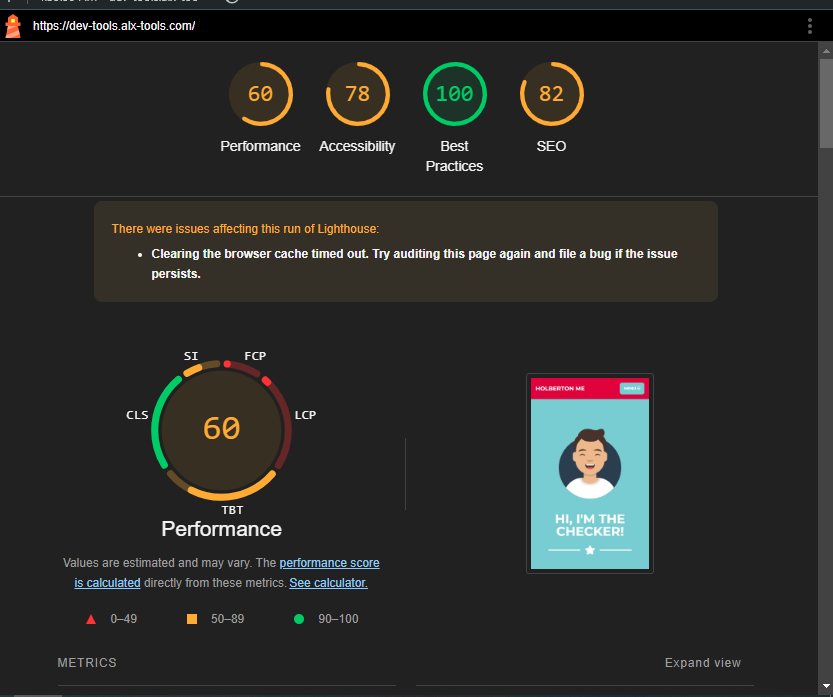 https://dev-tools.alx-tools.com/
60
78
100
82
Performance
Accessibility
Best
Practices
SEO
There were issues affecting this run of Lighthouse:
• Clearing the browser cache timed out. Try auditing this page again and file a bug if the issue
persists.
SI
FCP
CLS
LCP
60
TBT
Performance
Values are estimated and may vary. The performance score
is calculated directly from these metrics. See calculator.
0–49
50–89
90–100
HOLBERTON ME
HI, I'M THE
CHECKER!
METRICS
Expand view